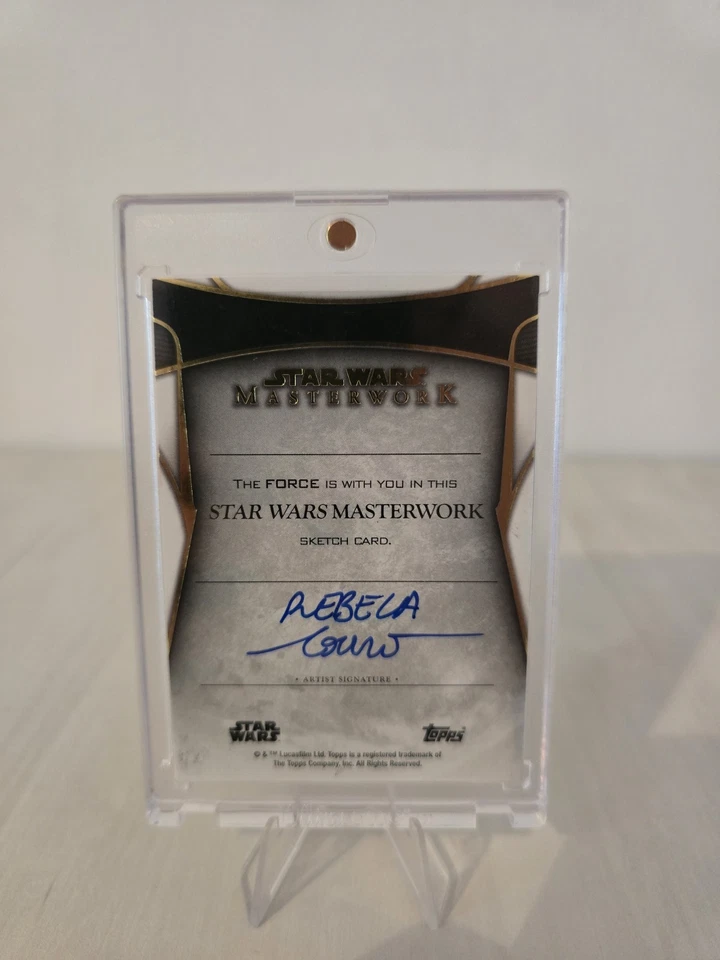 STAR WARS
MASTERWORK
THE FORCE IS WITH YOU IN THIS
STAR WARS MASTERWORK
SKETCH CARD.
REBECA
• ARTIST SIGNATURE •
STAR WARS
Topps
© & ™ Lucasfilm Ltd. Topps is a registered trademark of
The Topps Company, Inc. All Rights Reserved.